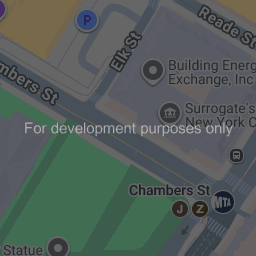 Reade St
P
Elk St
Building Energ
Exchange, Inc
mbers St
Surrogate's
New York C
For development purposes only
Chambers St
J Z MTA
Statue